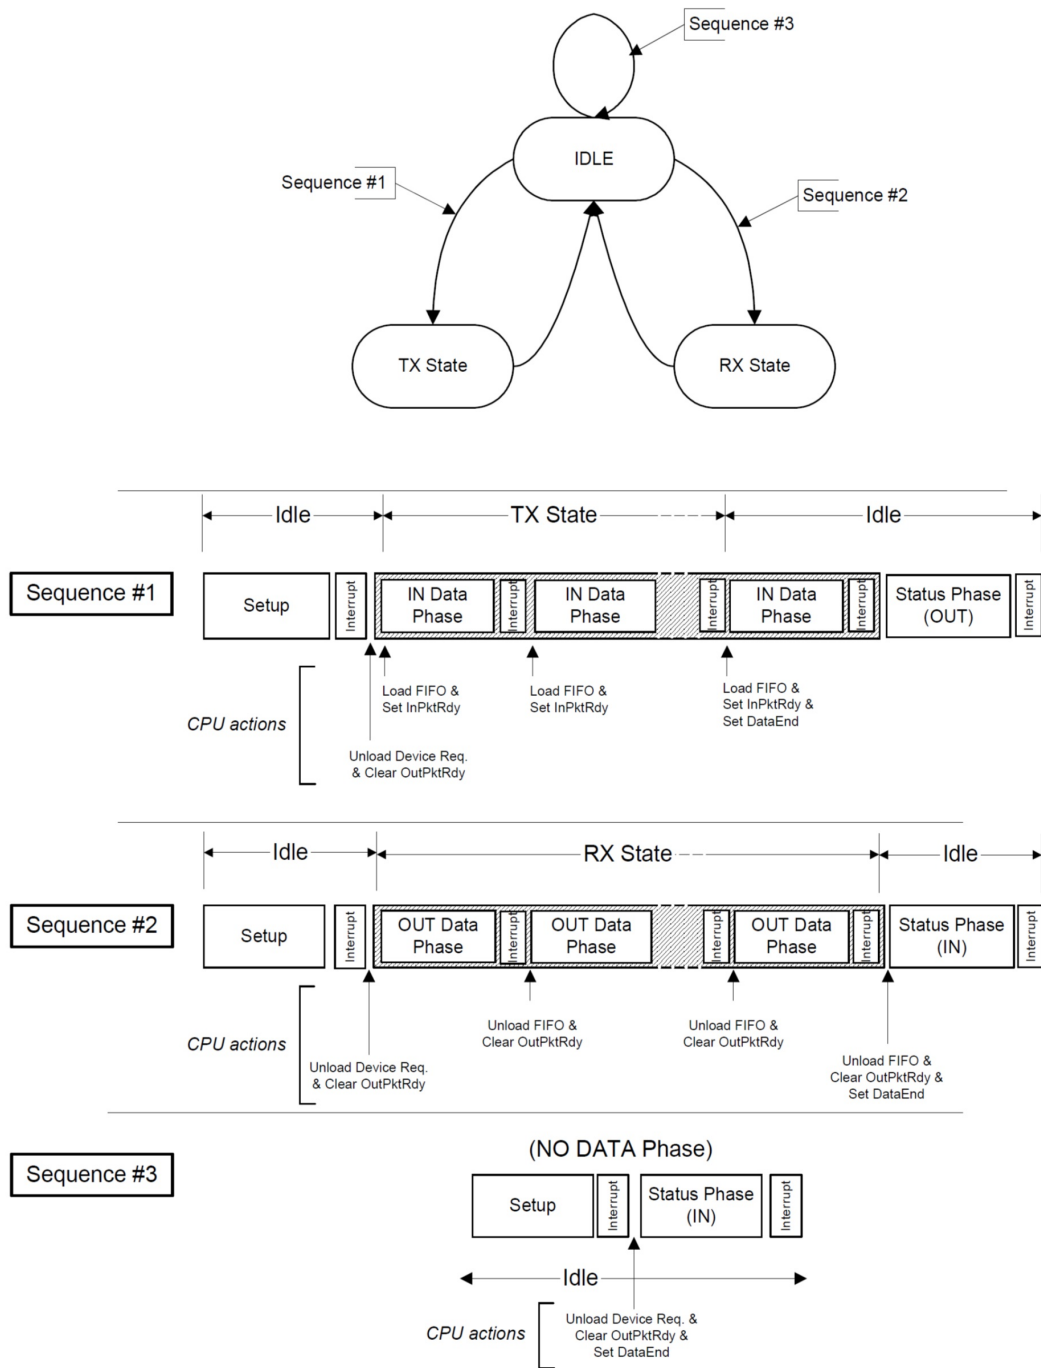 Sequence #3
IDLE
Sequence #1
Sequence #2
TX State
RX State
Idle
TX State
Idle
Sequence #1
Setup
Interrupt
IN Data
Phase
Interrupt
IN Data
Phase
Interrupt
IN Data
Phase
Interrupt
Status Phase
(OUT)
Interrupt
CPU actions
Load FIFO &
Set InPktRdy
Load FIFO &
Set InPktRdy
Load FIFO &
Set InPktRdy &
Set DataEnd
Unload Device Req.
& Clear OutPktRdy
Idle
RX State
Idle
Sequence #2
Setup
Interrupt
OUT Data
Phase
Interrupt
OUT Data
Phase
Interrupt
OUT Data
Phase
Interrupt
Status Phase
(IN)
Interrupt
CPU actions
Unload Device Req.
& Clear OutPktRdy
Unload FIFO &
Clear OutPktRdy
Unload FIFO &
Clear OutPktRdy
Unload FIFO &
Clear OutPktRdy &
Set DataEnd
Sequence #3
(NO DATA Phase)
Setup
Interrupt
Status Phase
(IN)
Interrupt
Idle
CPU actions
Unload Device Req. &
Clear OutPktRdy &
Set DataEnd